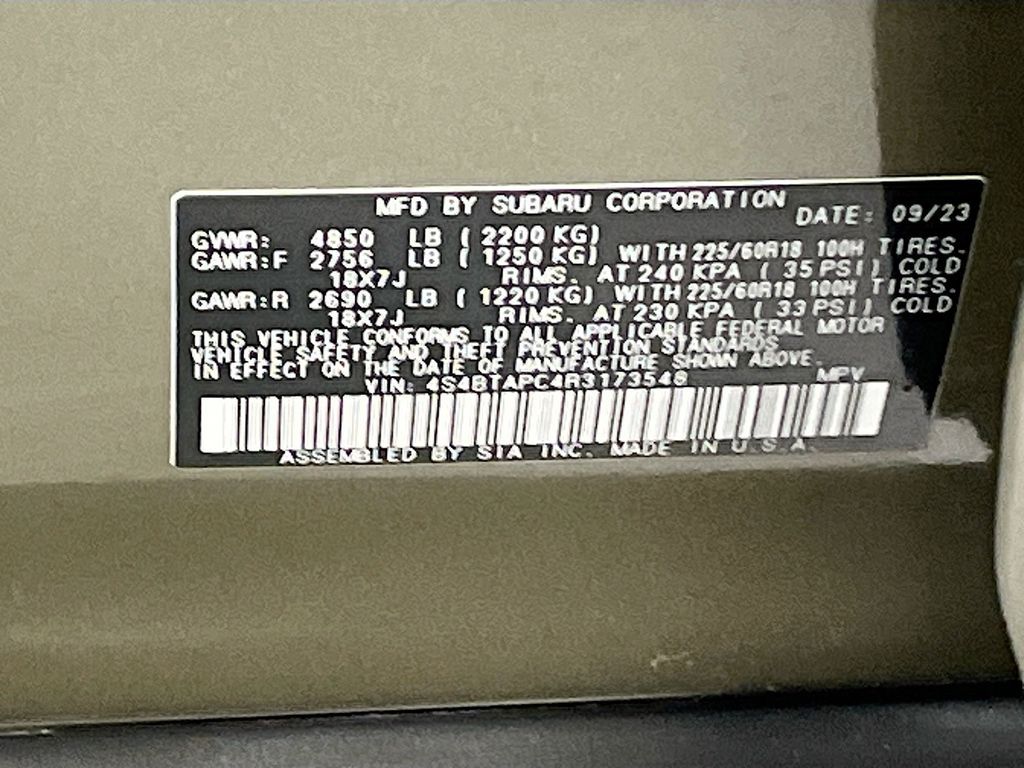 MFD BY SUBARU CORPORATION
DATE: 09/23
GVWR: 4850 LB ( 2200 KG)
GAWR:F 2756 LB ( 1250 KG) WITH 225/60R18 100H TIRES.
18X7J RIMS. AT 240 KPA ( 35 PSI) COLD
GAWR:R 2690 LB ( 1220 KG) WITH 225/60R18 100H TIRES.
18X7J RIMS. AT 230 KPA ( 33 PSI) COLD
THIS VEHICLE CONFORMS TO ALL APPLICABLE FEDERAL MOTOR
VEHICLE SAFETY AND THEFT PREVENTION STANDARDS
IN EFFECT ON THE DATE OF MANUFACTURE SHOWN ABOVE.
VIN: 4S4BTAPC4R3173548 MPV
ASSEMBLED BY SIA INC. MADE IN U.S.A.